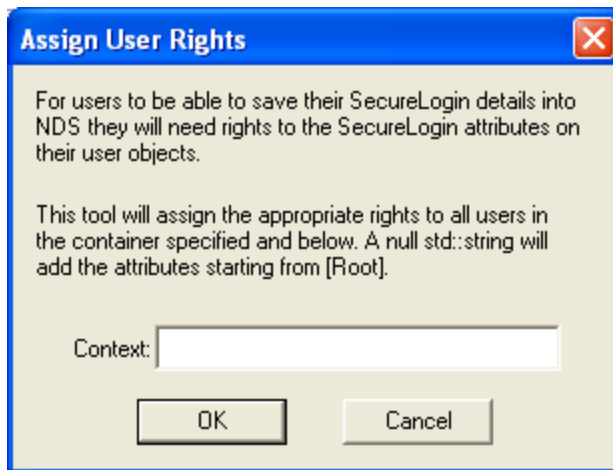 Assign User Rights
For users to be able to save their SecureLogin details into
NDS they will need rights to the SecureLogin attributes on
their user objects.
This tool will assign the appropriate rights to all users in
the container specified and below. A null std::string will
add the attributes starting from [Root].
Context:
OK
Cancel